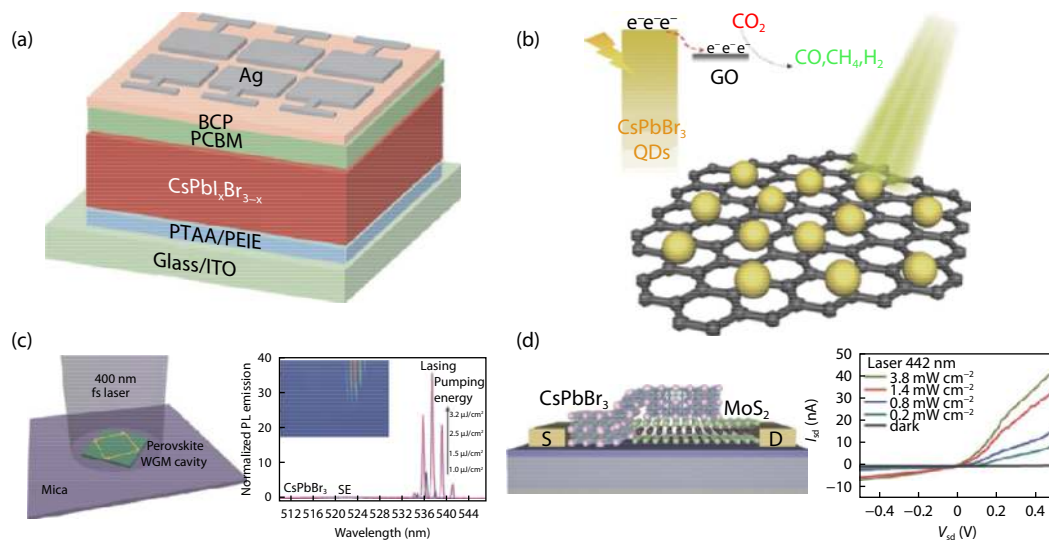 (a)
Ag
BCP
PCBM
CsPbIₓBr₃₋ₓ
PTAA/PEIE
Glass/ITO
(b)
e⁻e⁻e⁻
CO₂
e⁻e⁻e⁻
GO
CO,CH₄,H₂
CsPbBr₃
QDs
(c)
400 nm
fs laser
Perovskite
WGM cavity
Mica
Normalized PL emission
40
30
20
10
0
Lasing
Pumping
energy
3.2 μJ/cm²
2.5 μJ/cm²
1.5 μJ/cm²
1.0 μJ/cm²
CsPbBr₃
SE
512 516 520 524 528 532 536 540 544
Wavelength (nm)
(d)
CsPbBr₃
MoS₂
S
D
I_sd (nA)
50
40
30
20
10
0
−10
Laser 442 nm
3.8 mW cm⁻²
1.4 mW cm⁻²
0.8 mW cm⁻²
0.2 mW cm⁻²
dark
−0.4 −0.2 0 0.2 0.4
V_sd (V)